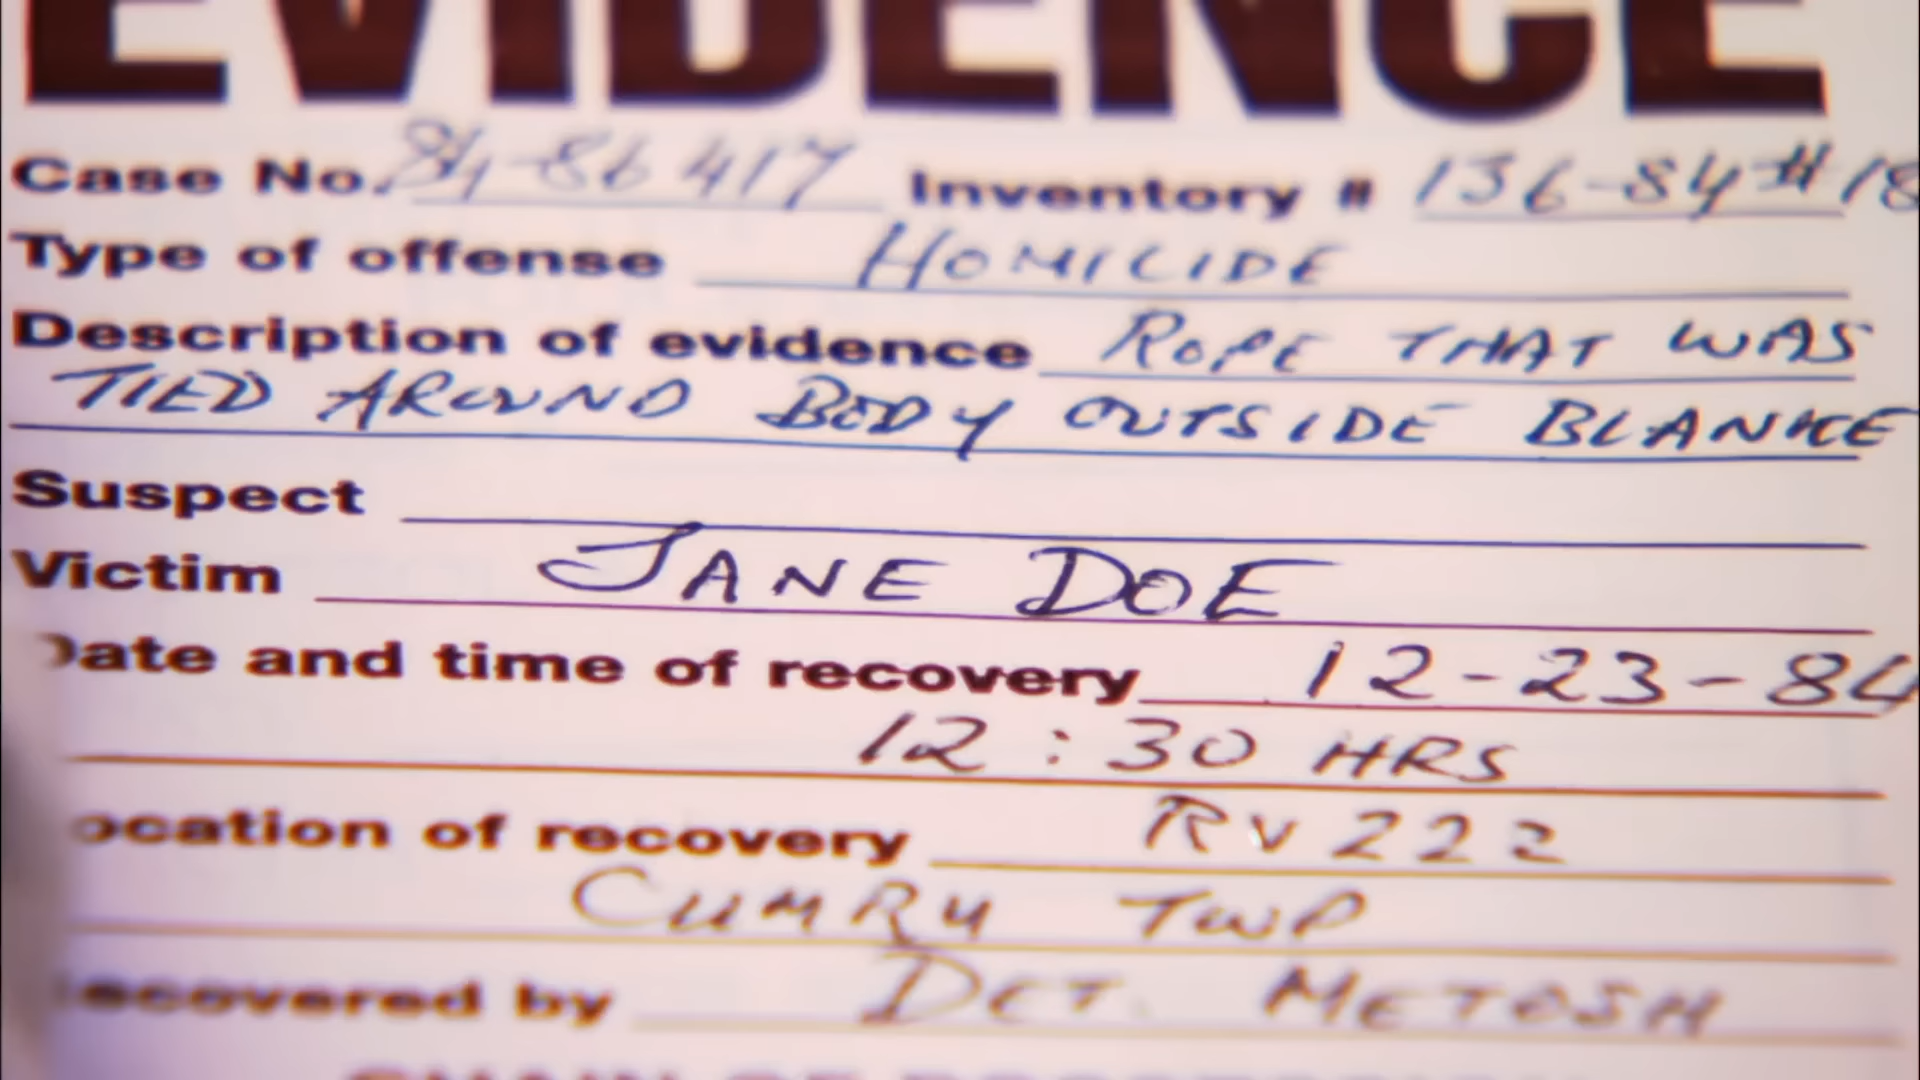 EVIDENCE
Case No. 84-86417 Inventory # 136-84#18
Type of offense HOMICIDE
Description of evidence ROPE THAT WAS
TIED AROUND BODY OUTSIDE BLANKE
Suspect
Victim JANE DOE
Date and time of recovery 12-23-84
12:30 HRS
ocation of recovery RV 222
CUMRU TWP
ecovered by DET. METOSH